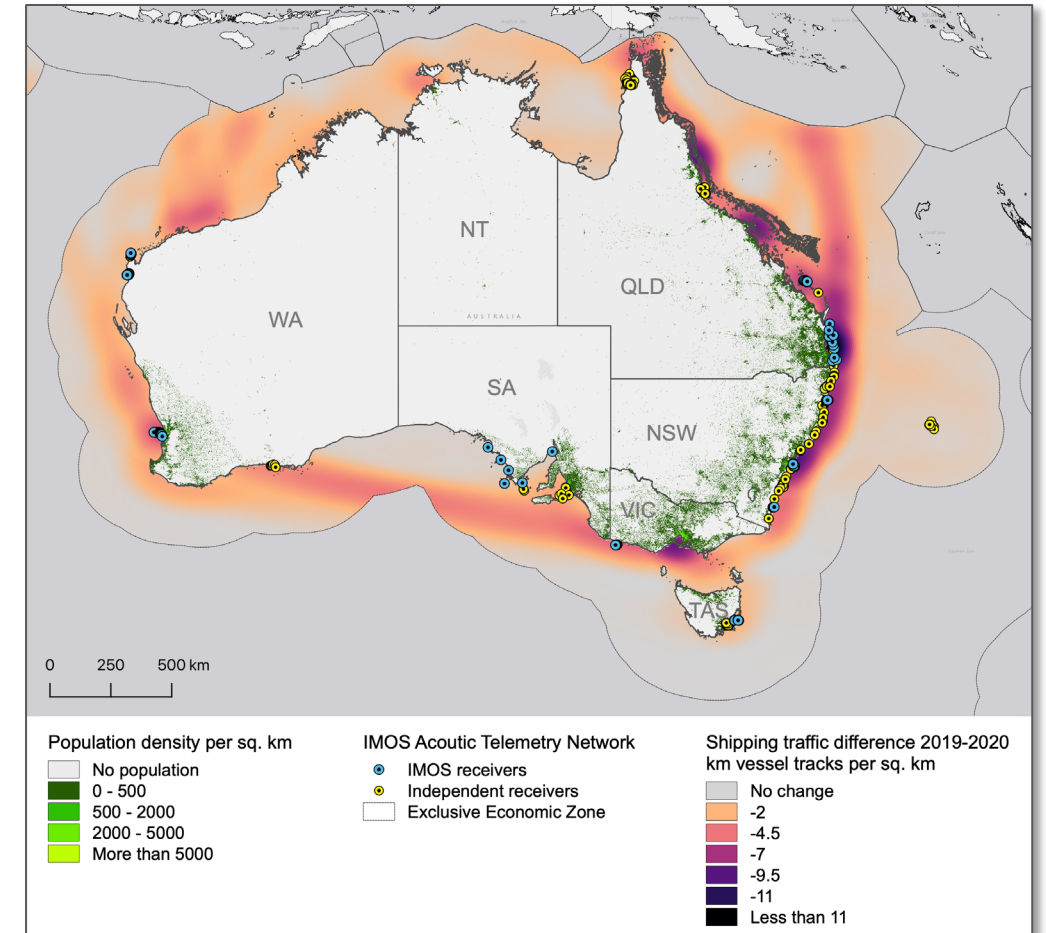 NT
QLD
WA
AUSTRALIA
SA
NSW
VIC
TAS
0 250 500 km
Population density per sq. km
No population
0 - 500
500 - 2000
2000 - 5000
More than 5000
IMOS Acoutic Telemetry Network
IMOS receivers
Independent receivers
Exclusive Economic Zone
Shipping traffic difference 2019-2020
km vessel tracks per sq. km
No change
-2
-4.5
-7
-9.5
-11
Less than 11